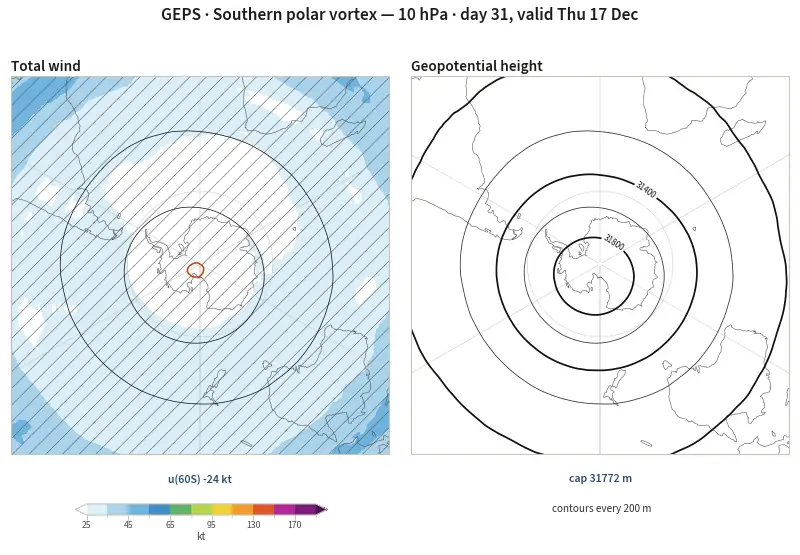 GEPS · Southern polar vortex — 10 hPa · day 31, valid Thu 17 Dec
Total wind
Geopotential height
31400
31800
u(60S) -24 kt
cap 31772 m
contours every 200 m
25 45 65 95 130 170
kt